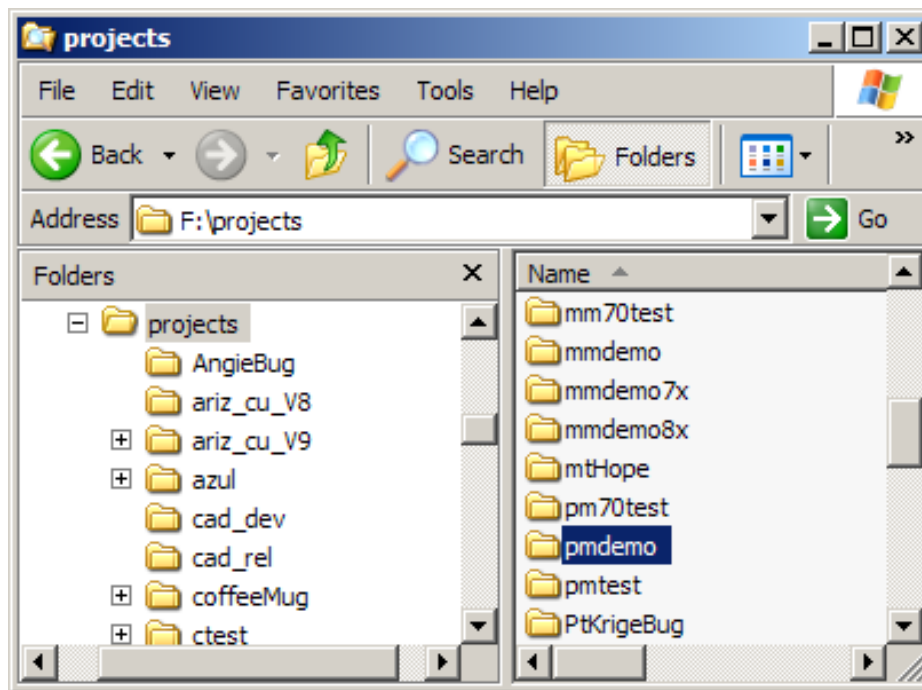 projects
File Edit View Favorites Tools Help
Back Search Folders »
Address F:\projects Go
Folders
projects
AngieBug
ariz_cu_V8
ariz_cu_V9
azul
cad_dev
cad_rel
coffeeMug
ctest
Name
mm70test
mmdemo
mmdemo7x
mmdemo8x
mtHope
pm70test
pmdemo
pmtest
PtKrigeBug